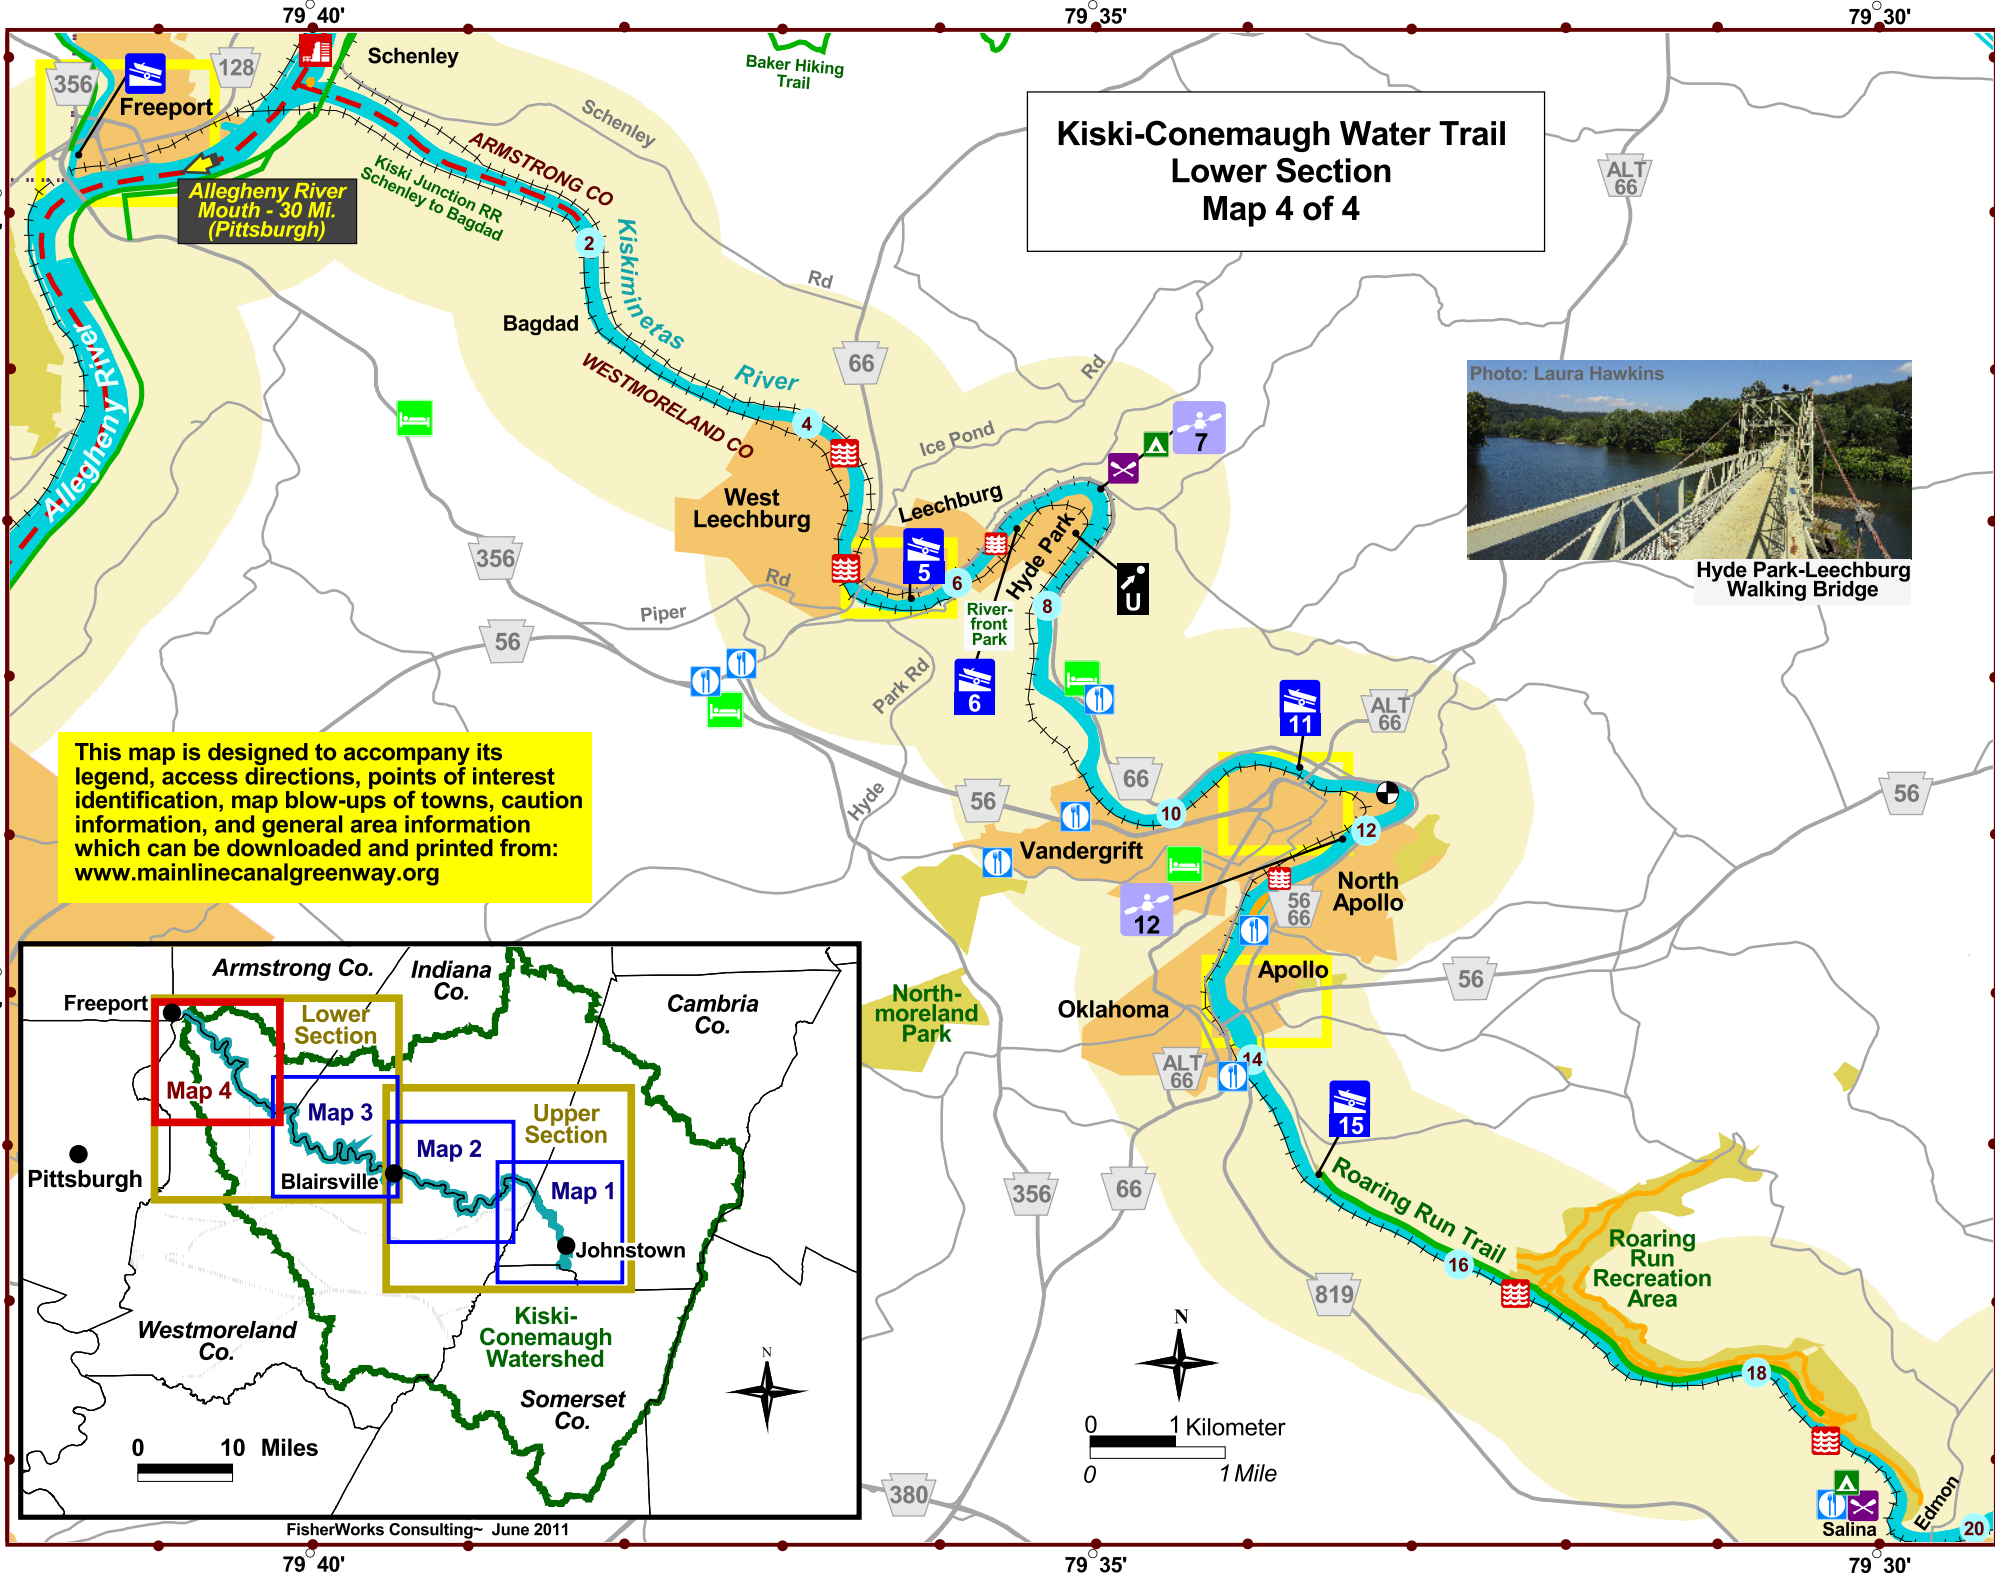 79° 40'
79° 35'
79° 30'
356
128
Schenley
Freeport
Baker Hiking
Trail
Schenley
Rd
ARMSTRONG CO
Kiski Junction RR
Schenley to Bagdad
Allegheny River
Mouth - 30 Mi.
(Pittsburgh)
Kiski-Conemaugh Water Trail
Lower Section
Map 4 of 4
ALT
66
2
Kiskiminetas
River
Bagdad
WESTMORELAND CO
66
Allegheny River
4
Rd
Ice Pond
7
Photo: Laura Hawkins
Hyde Park-Leechburg
Walking Bridge
West
Leechburg
Leechburg
5
6
Hyde Park
U
8
River-
front
Park
6
356
56
Piper
Rd
Park Rd
Hyde
11
ALT
66
66
56
56
10
12
Vandergrift
12
North
Apollo
56
66
Apollo
56
Oklahoma
ALT
66
14
North-
moreland
Park
15
356
66
819
380
Roaring Run Trail
16
Roaring
Run
Recreation
Area
18
Salina
Edmon
20
N
0 1 Kilometer
0 1 Mile
This map is designed to accompany its
legend, access directions, points of interest
identification, map blow-ups of towns, caution
information, and general area information
which can be downloaded and printed from:
www.mainlinecanalgreenway.org
Armstrong Co.
Indiana
Co.
Cambria
Co.
Freeport
Lower
Section
Map 4
Map 3
Upper
Section
Map 2
Map 1
Pittsburgh
Blairsville
Johnstown
Westmoreland
Co.
Kiski-
Conemaugh
Watershed
Somerset
Co.
N
0 10 Miles
FisherWorks Consulting~ June 2011
79° 40'
79° 35'
79° 30'